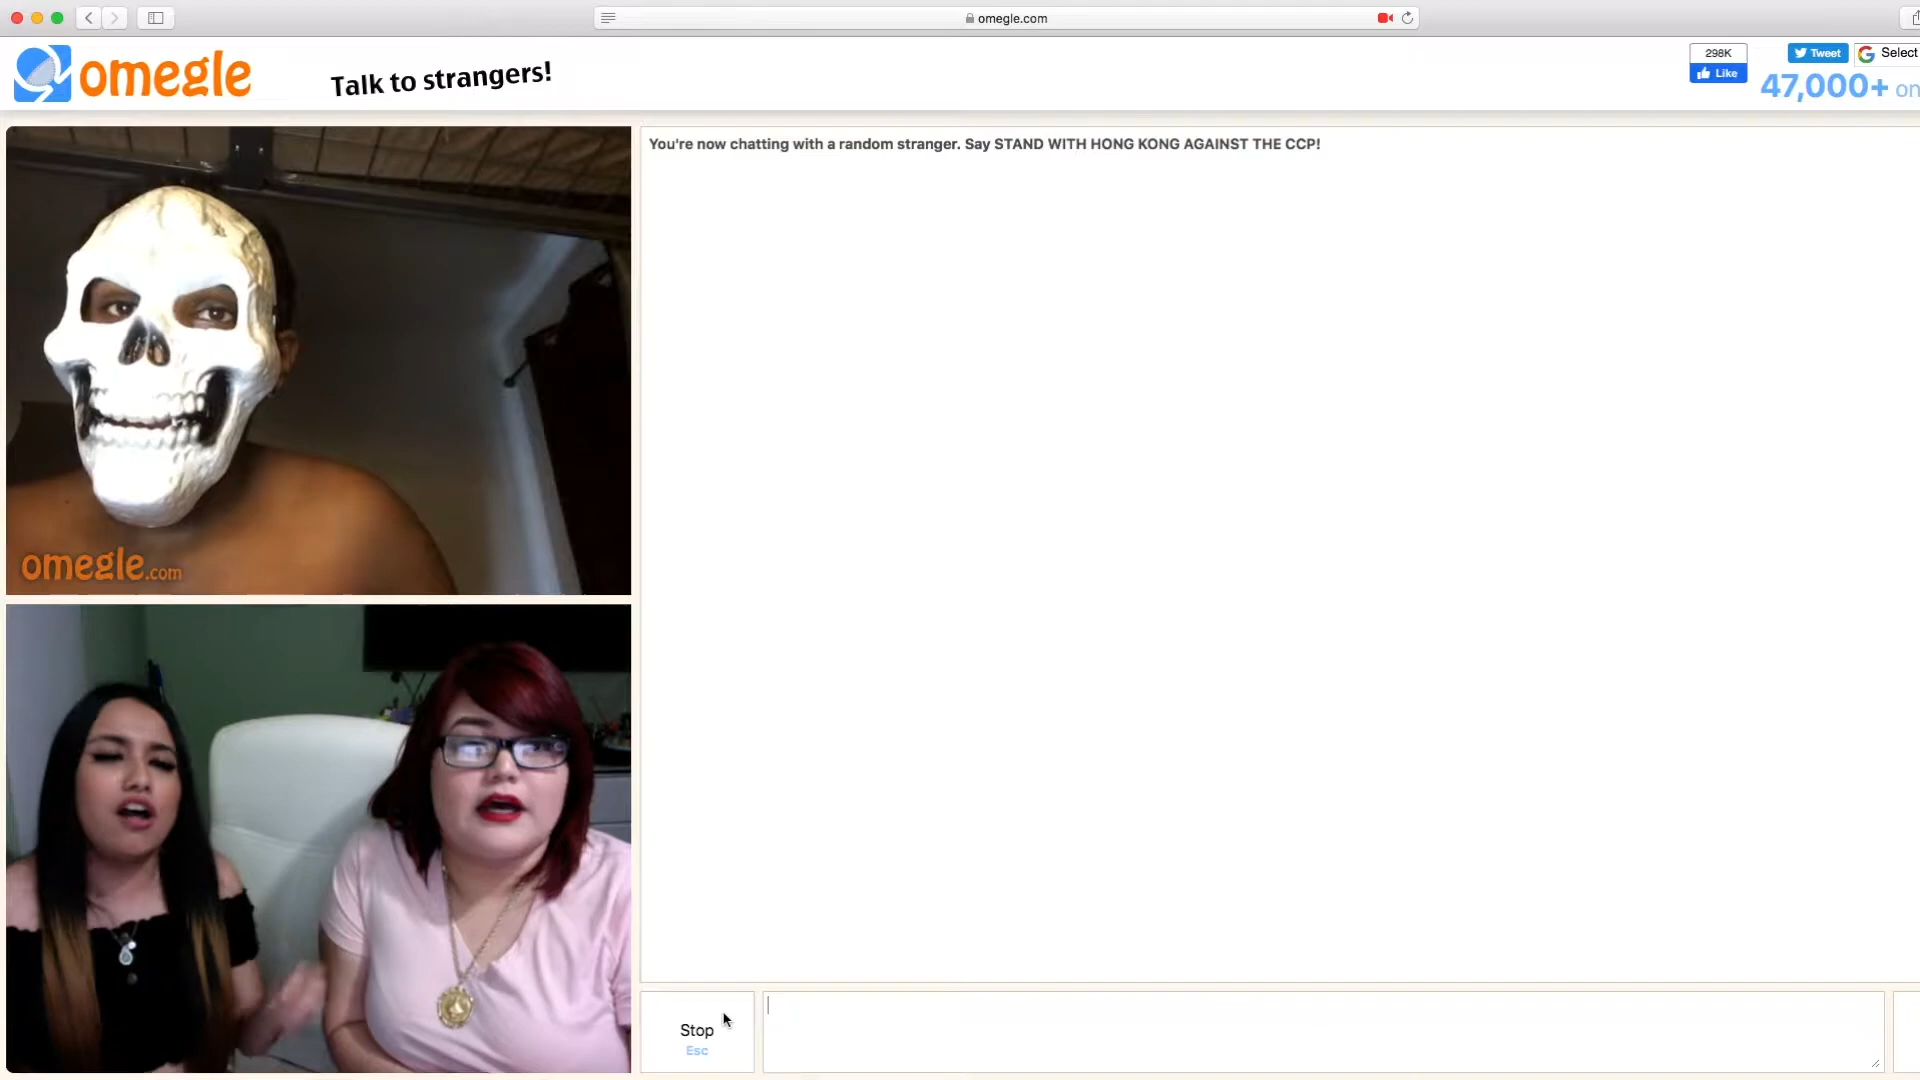 omegle.com
omegle
Talk to strangers!
298K
Like
Tweet
Select
47,000+ on
You're now chatting with a random stranger. Say STAND WITH HONG KONG AGAINST THE CCP!
omegle.com
Stop
Esc